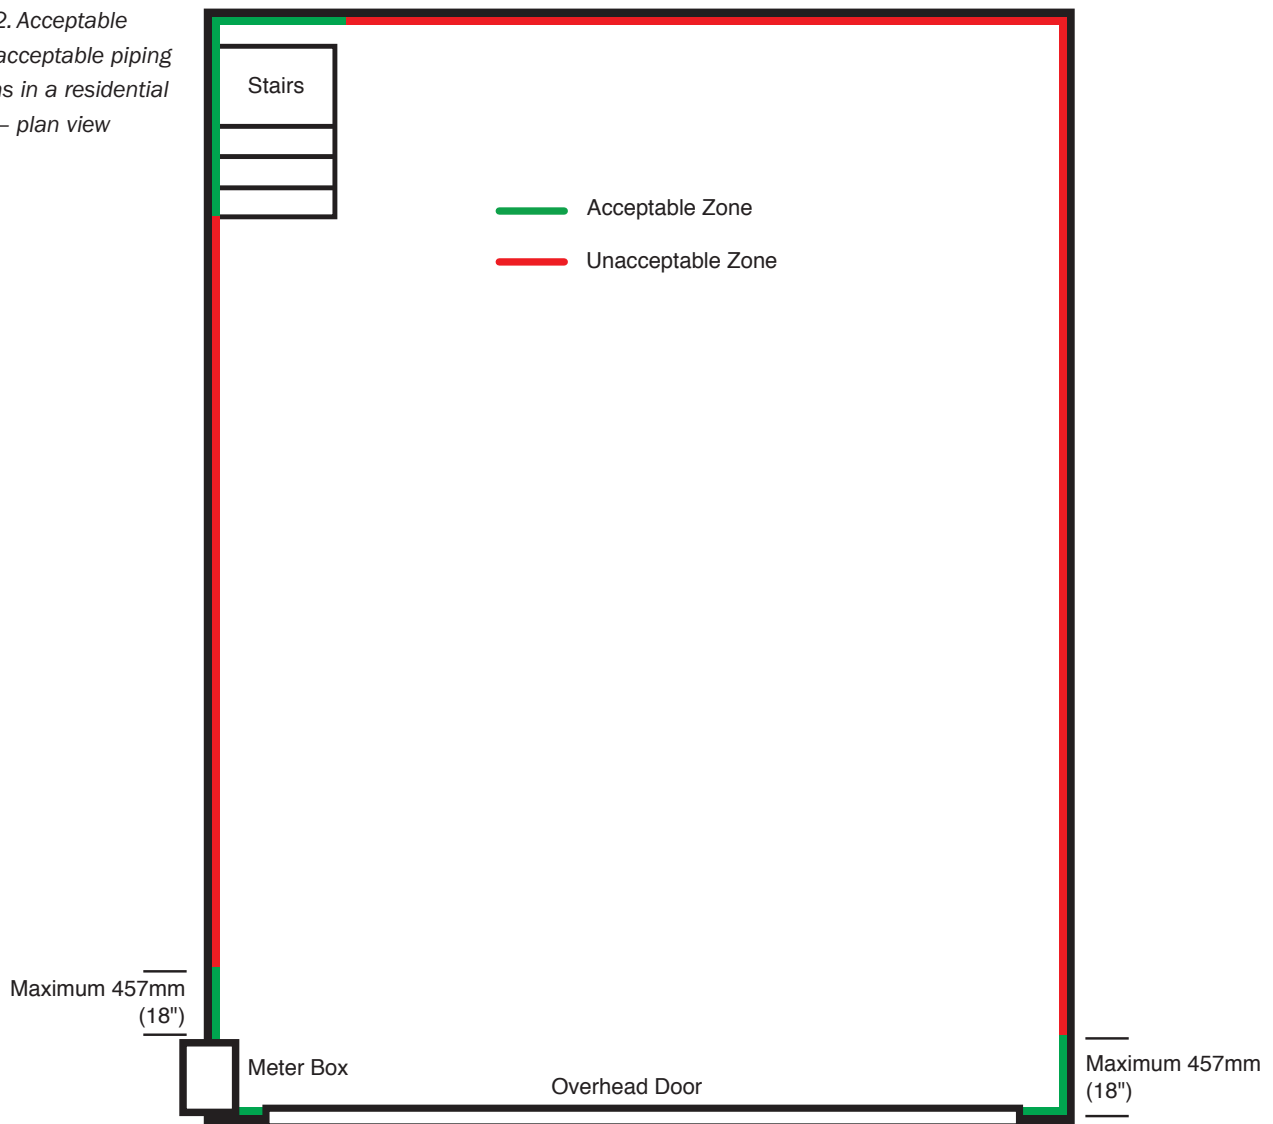 2. Acceptable
acceptable piping
s in a residential
– plan view
Stairs
Acceptable Zone
Unacceptable Zone
Maximum 457mm
(18")
Meter Box
Overhead Door
Maximum 457mm
(18")